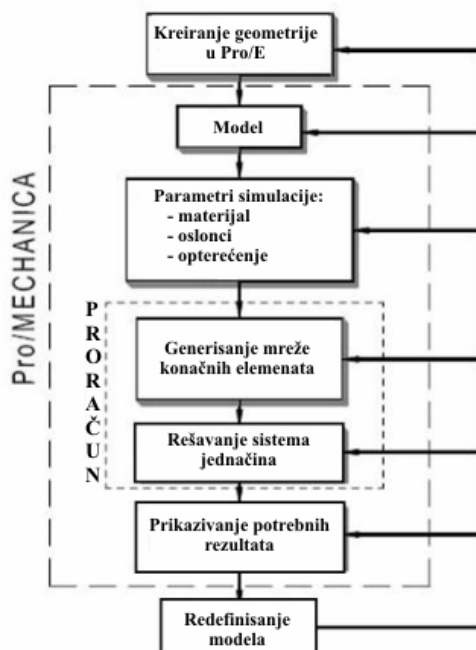 Kreiranje geometrije
u Pro/E
Model
Parametri simulacije:
- materijal
- oslonci
- opterećenje
Pro/MECHANICA
PRORAČUN
Generisanje mreže
konačnih elemenata
Rešavanje sistema
jednačina
Prikazivanje potrebnih
rezultata
Redefinisanje
modela